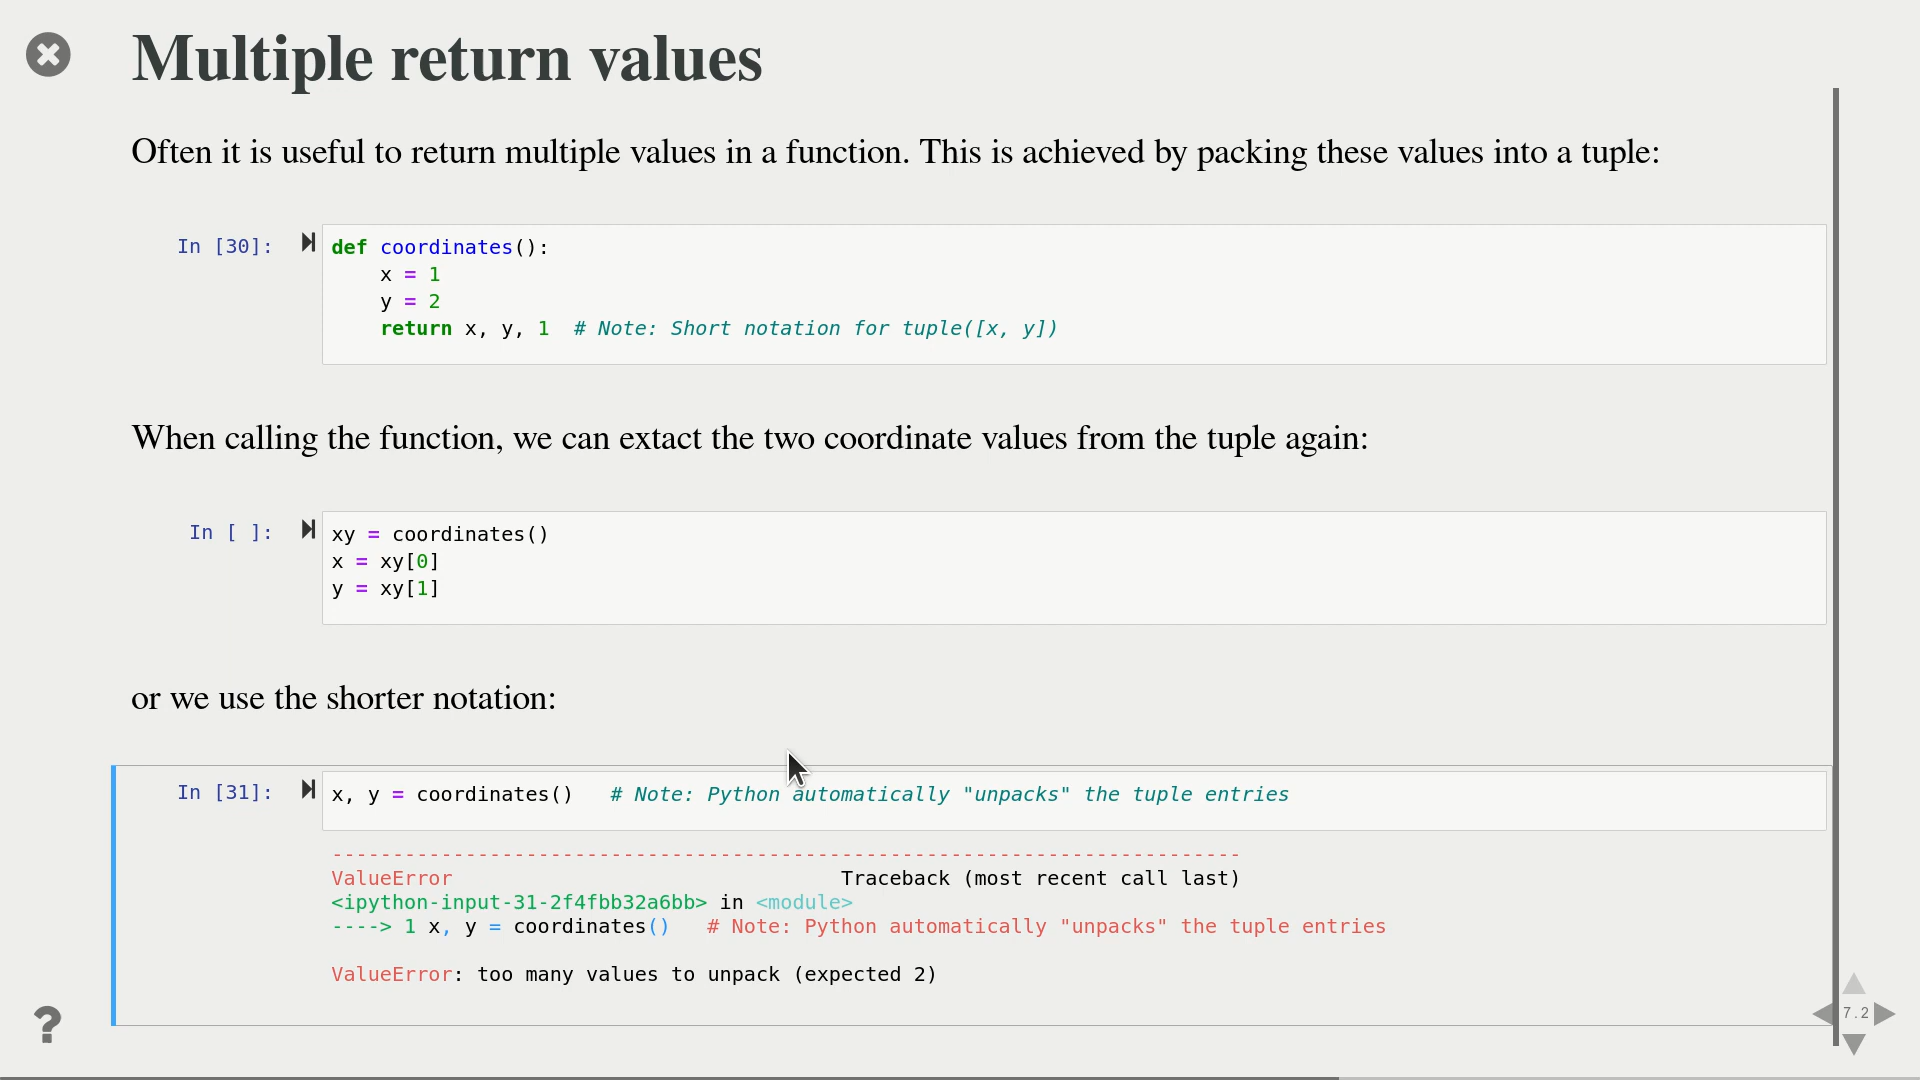 Multiple return values
Often it is useful to return multiple values in a function. This is achieved by packing these values into a tuple:
In [30]:
def coordinates():
    x = 1
    y = 2
    return x, y, 1  # Note: Short notation for tuple([x, y])
When calling the function, we can extact the two coordinate values from the tuple again:
In [ ]:
xy = coordinates()
x = xy[0]
y = xy[1]
or we use the shorter notation:
In [31]:
x, y = coordinates()   # Note: Python automatically "unpacks" the tuple entries
---------------------------------------------------------------------------
ValueError                                Traceback (most recent call last)
<ipython-input-31-2f4fbb32a6bb> in <module>
----> 1 x, y = coordinates()   # Note: Python automatically "unpacks" the tuple entries
ValueError: too many values to unpack (expected 2)
?
7.2